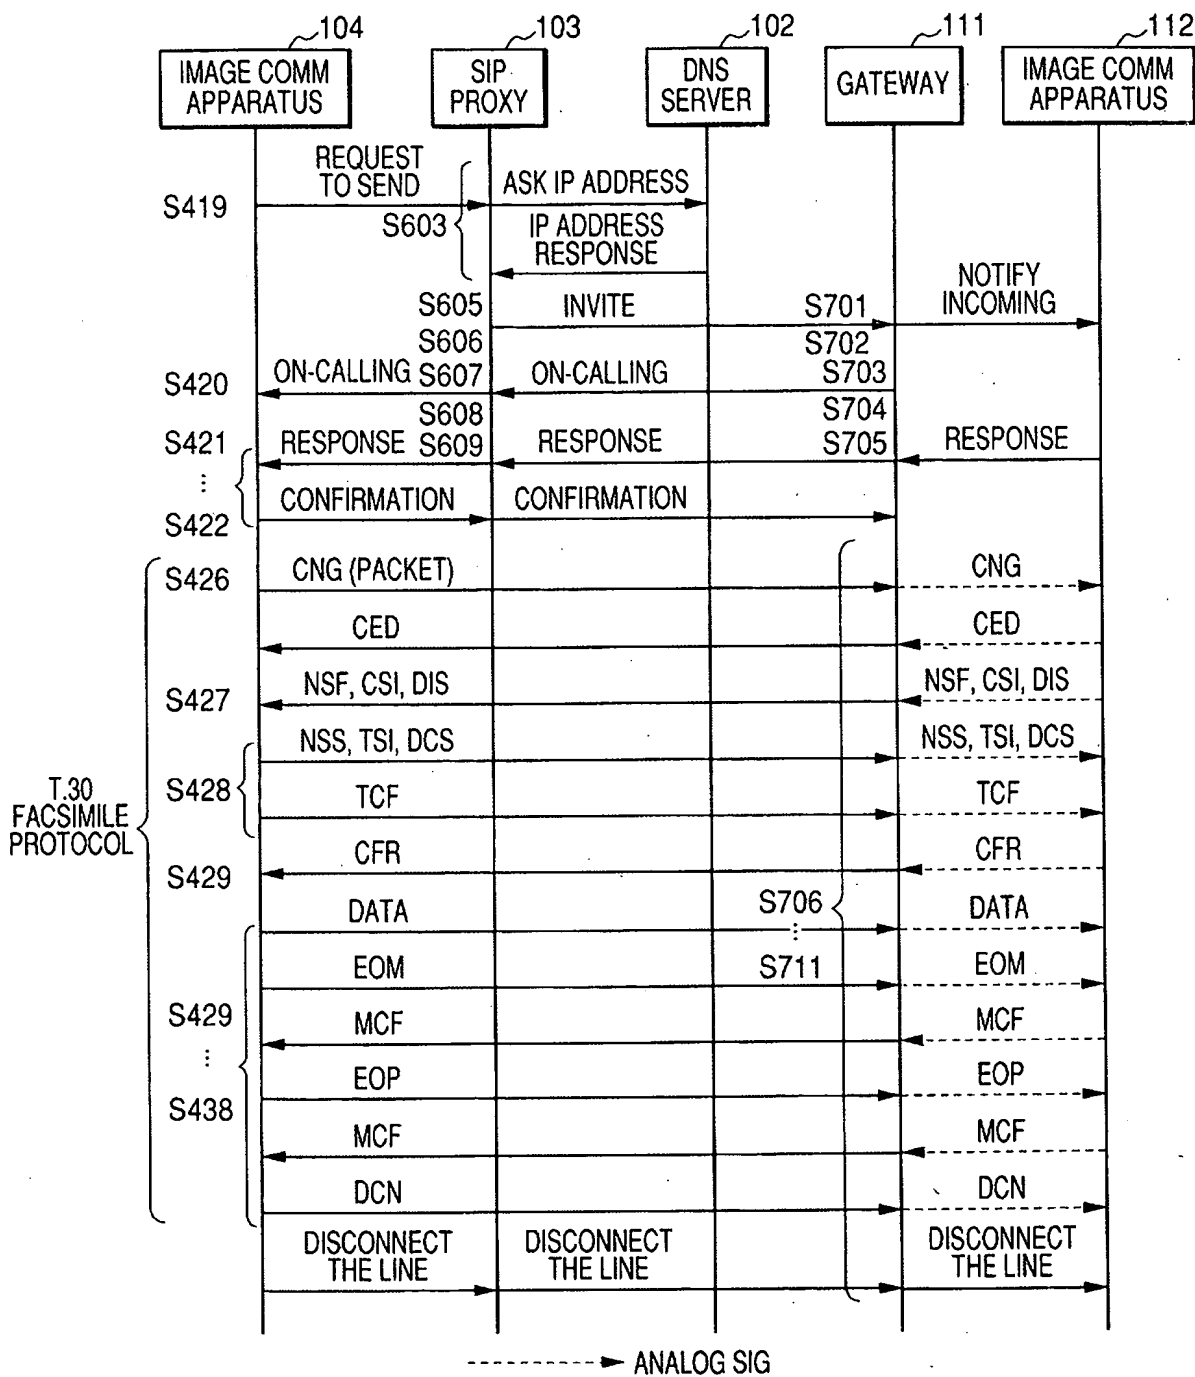 104
103
102
111
112
IMAGE COMM
APPARATUS
SIP
PROXY
DNS
SERVER
GATEWAY
IMAGE COMM
APPARATUS
REQUEST
TO SEND
ASK IP ADDRESS
S419
S603
IP ADDRESS
RESPONSE
NOTIFY
INCOMING
S605
INVITE
S701
S606
S702
S420
ON-CALLING
S607
ON-CALLING
S703
S608
S704
S421
RESPONSE
S609
RESPONSE
S705
RESPONSE
⋮
CONFIRMATION
CONFIRMATION
S422
S426
CNG (PACKET)
CNG
CED
CED
S427
NSF, CSI, DIS
NSF, CSI, DIS
NSS, TSI, DCS
NSS, TSI, DCS
T.30
FACSIMILE
PROTOCOL
S428
TCF
TCF
CFR
CFR
S429
DATA
S706
DATA
⋮
EOM
S711
EOM
S429
MCF
MCF
⋮
EOP
EOP
S438
MCF
MCF
DCN
DCN
DISCONNECT
THE LINE
DISCONNECT
THE LINE
DISCONNECT
THE LINE
ANALOG SIG